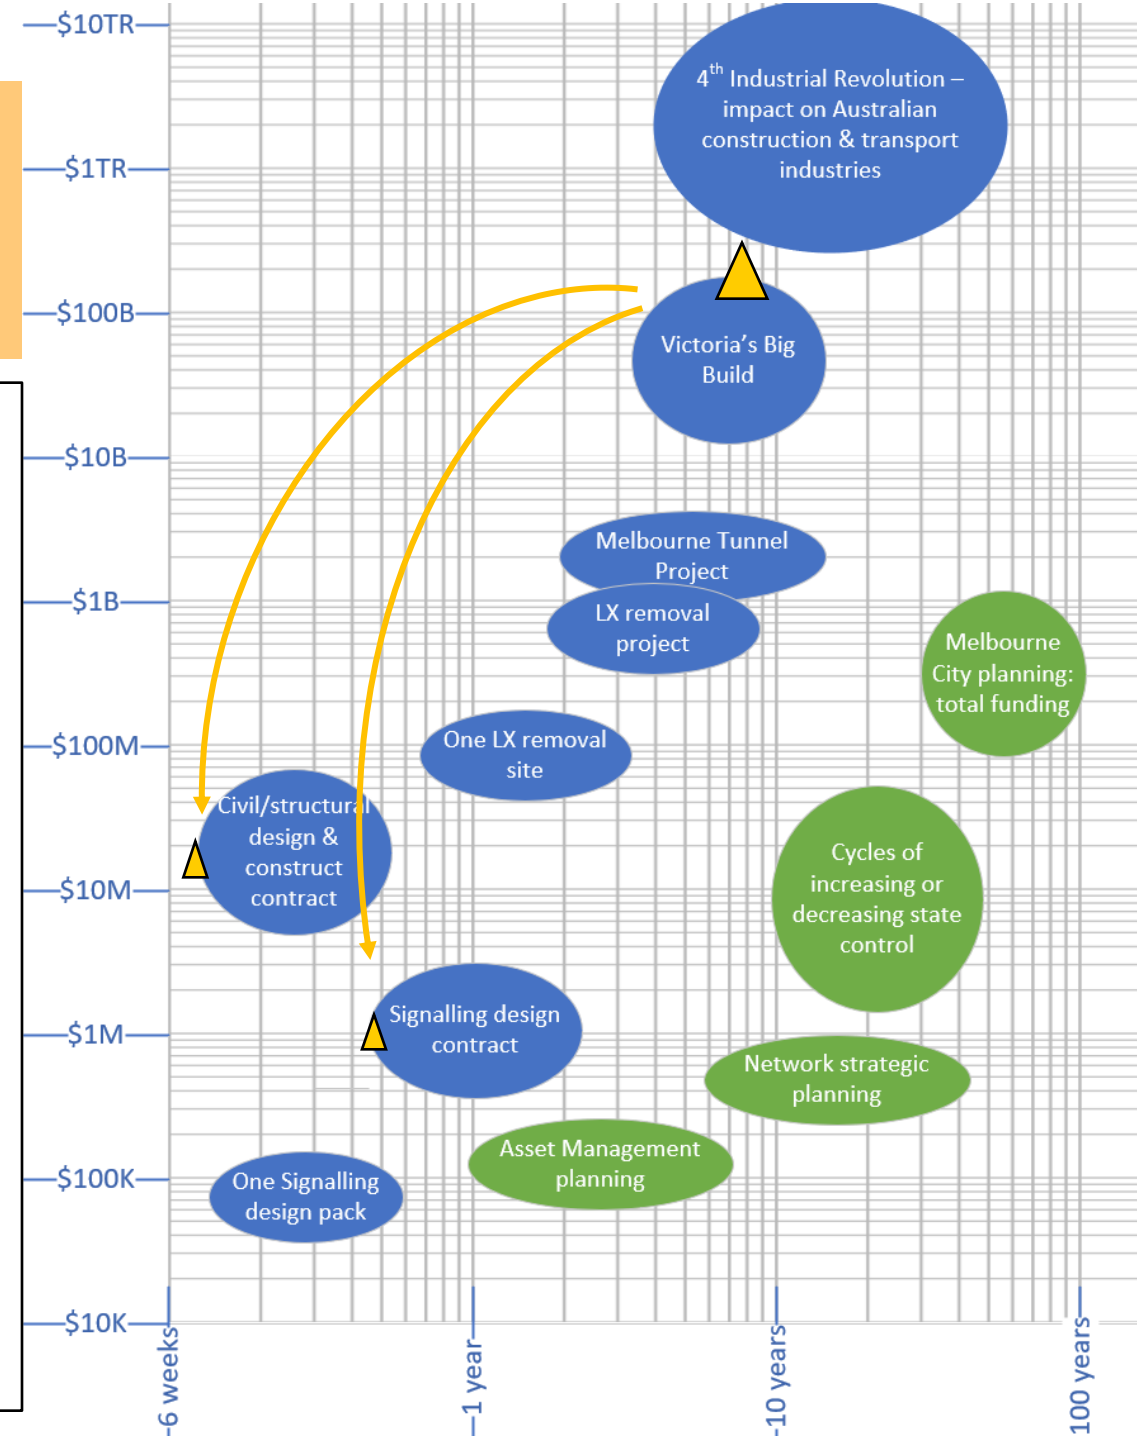 $10TR
4th Industrial Revolution –
impact on Australian
construction & transport
industries
$1TR
$100B
Victoria's Big
Build
$10B
Melbourne Tunnel
Project
$1B
LX removal
project
Melbourne
City planning:
total funding
$100M
One LX removal
site
Civil/structural
design &
construct
contract
Cycles of
increasing or
decreasing state
control
$10M
Signalling design
contract
$1M
Network strategic
planning
Asset Management
planning
$100K
One Signalling
design pack
$10K
6 weeks
1 year
10 years
100 years